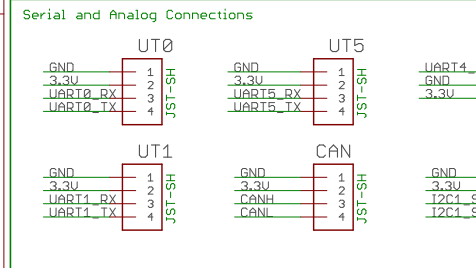 Serial and Analog Connections
UT0
GND 1
3.3V 2
UART0_RX 3
UART0_TX 4
JST-SH
UT5
GND 1
3.3V 2
UART5_RX 3
UART5_TX 4
JST-SH
UART4_
GND
3.3V
UT1
GND 1
3.3V 2
UART1_RX 3
UART1_TX 4
JST-SH
CAN
GND 1
3.3V 2
CANH 3
CANL 4
JST-SH
GND
3.3V
I2C1_S
I2C1_S